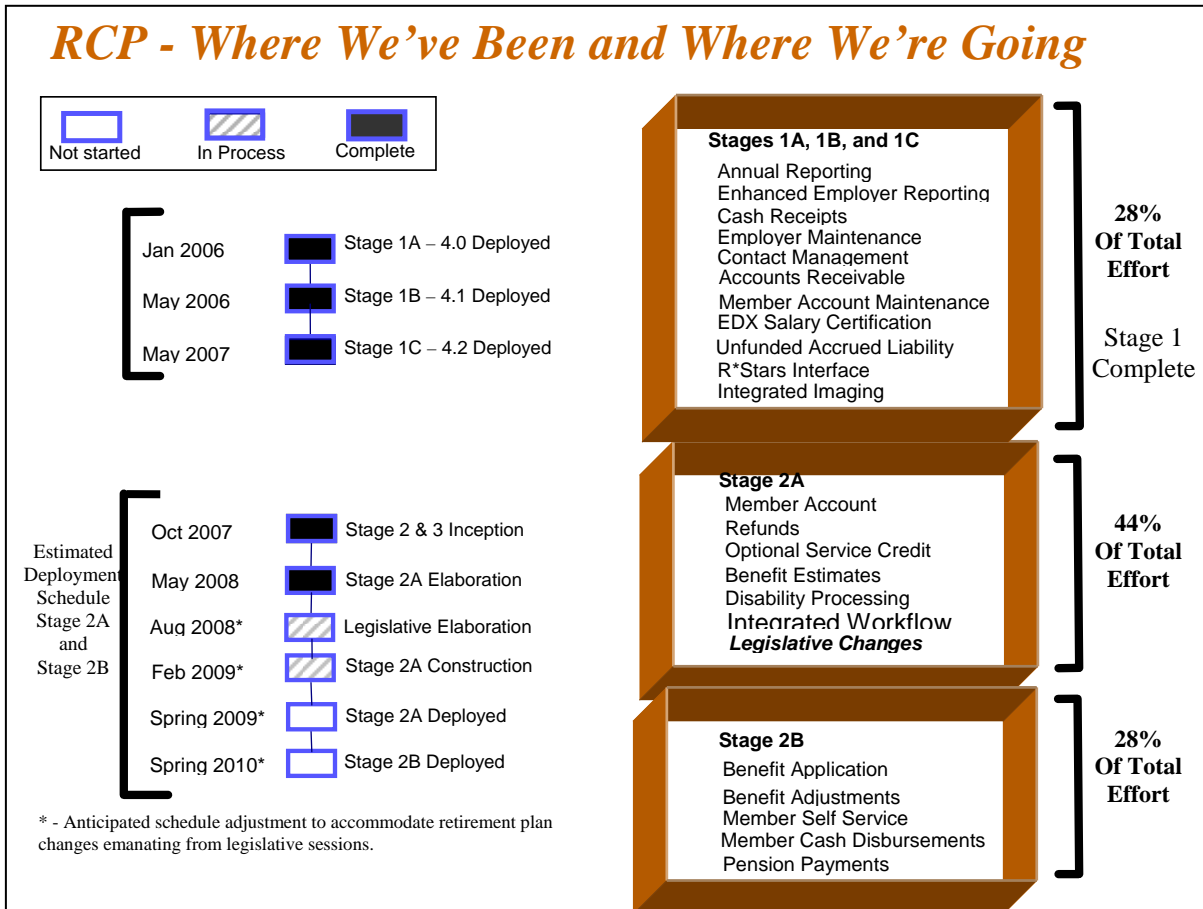 RCP - Where We've Been and Where We're Going
Not started
In Process
Complete
Jan 2006
Stage 1A – 4.0 Deployed
May 2006
Stage 1B – 4.1 Deployed
May 2007
Stage 1C – 4.2 Deployed
Estimated
Deployment
Schedule
Stage 2A
and
Stage 2B
Oct 2007
Stage 2 & 3 Inception
May 2008
Stage 2A Elaboration
Aug 2008*
Legislative Elaboration
Feb 2009*
Stage 2A Construction
Spring 2009*
Stage 2A Deployed
Spring 2010*
Stage 2B Deployed
* - Anticipated schedule adjustment to accommodate retirement plan
changes emanating from legislative sessions.
Stages 1A, 1B, and 1C
Annual Reporting
Enhanced Employer Reporting
Cash Receipts
Employer Maintenance
Contact Management
Accounts Receivable
Member Account Maintenance
EDX Salary Certification
Unfunded Accrued Liability
R*Stars Interface
Integrated Imaging
28%
Of Total
Effort
Stage 1
Complete
Stage 2A
Member Account
Refunds
Optional Service Credit
Benefit Estimates
Disability Processing
Integrated Workflow
Legislative Changes
44%
Of Total
Effort
Stage 2B
Benefit Application
Benefit Adjustments
Member Self Service
Member Cash Disbursements
Pension Payments
28%
Of Total
Effort